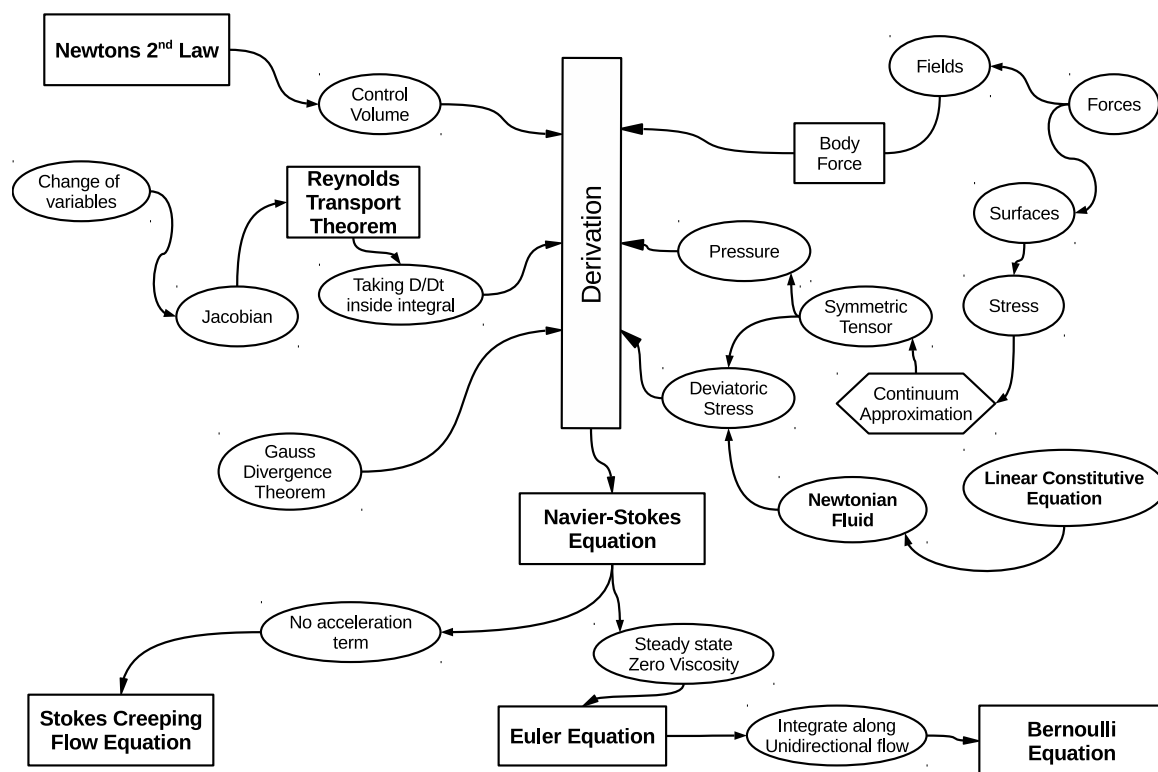 Newtons 2nd Law
Control
Volume
Fields
Forces
Body
Force
Change of
variables
Reynolds
Transport
Theorem
Derivation
Surfaces
Pressure
Taking D/Dt
inside integral
Jacobian
Symmetric
Tensor
Stress
Deviatoric
Stress
Continuum
Approximation
Gauss
Divergence
Theorem
Linear Constitutive
Equation
Newtonian
Fluid
Navier-Stokes
Equation
No acceleration
term
Steady state
Zero Viscosity
Stokes Creeping
Flow Equation
Euler Equation
Integrate along
Unidirectional flow
Bernoulli
Equation